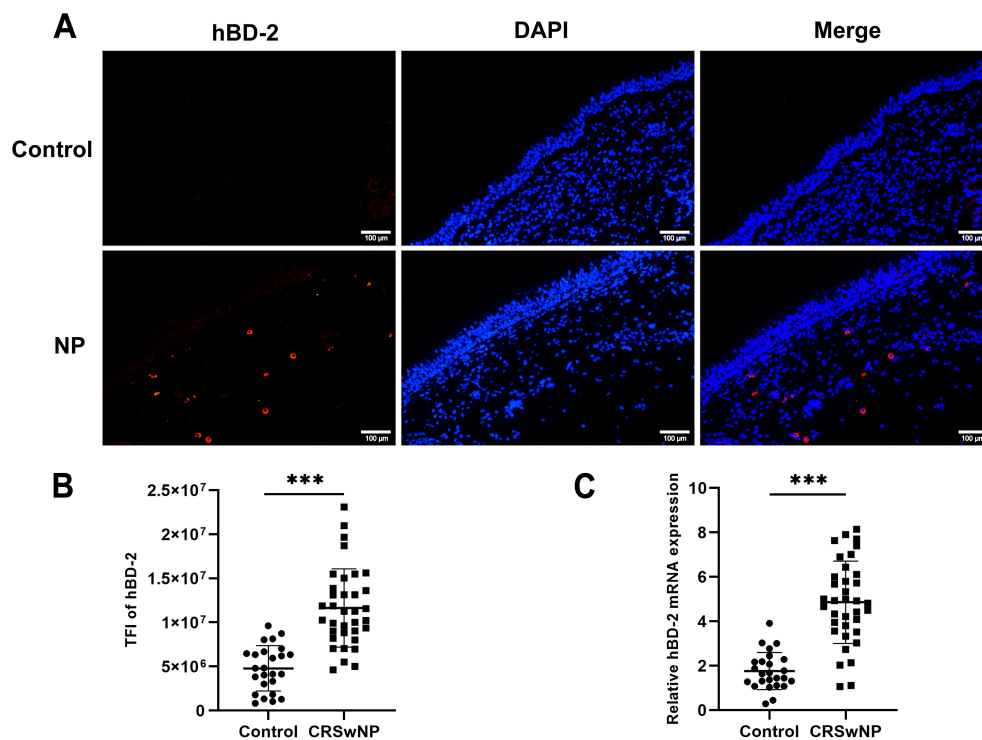 A
hBD-2
DAPI
Merge
Control
100 µm
100 µm
100 µm
NP
100 µm
100 µm
100 µm
B
TFI of hBD-2
2.5×10⁷
2×10⁷
1.5×10⁷
1×10⁷
5×10⁶
0
***
Control
CRSwNP
C
Relative hBD-2 mRNA expression
10
8
6
4
2
0
***
Control
CRSwNP